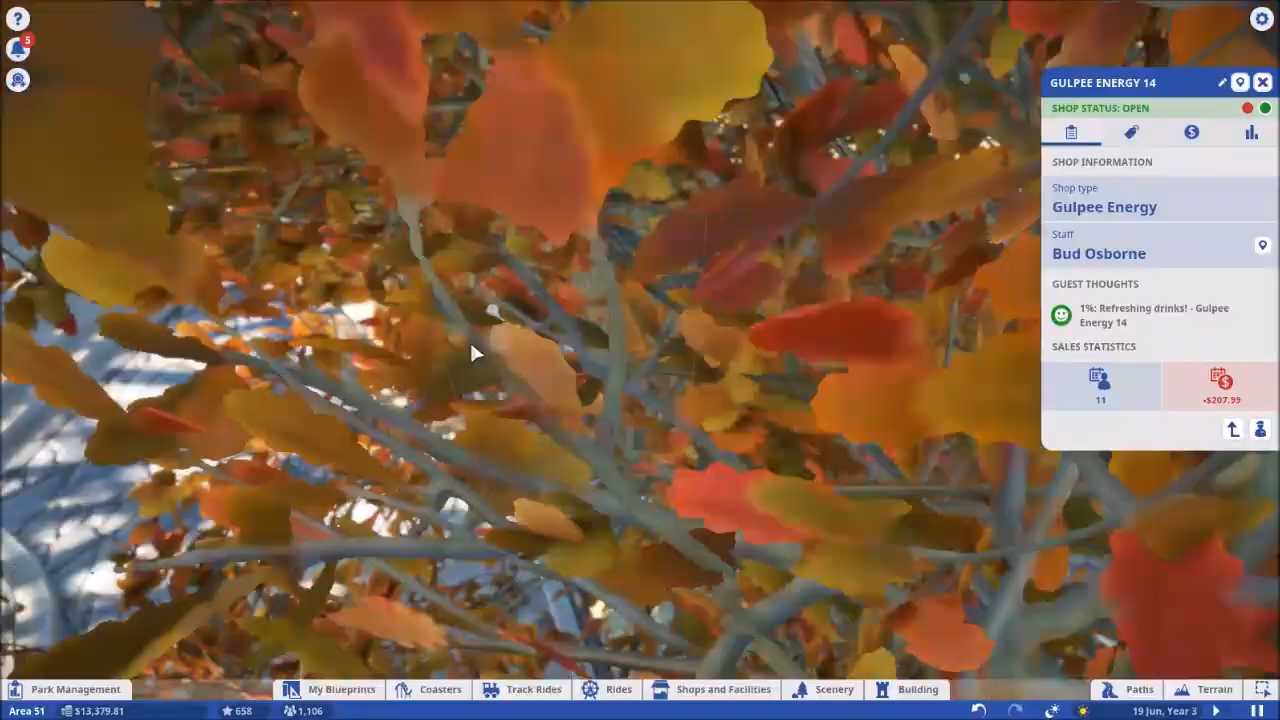 ?
5
GULPEE ENERGY 14
SHOP STATUS: OPEN
SHOP INFORMATION
Shop type
Gulpee Energy
Staff
Bud Osborne
GUEST THOUGHTS
1%: Refreshing drinks! - Gulpee
Energy 14
SALES STATISTICS
11
-$207.99
Park Management
My Blueprints
Coasters
Track Rides
Rides
Shops and Facilities
Scenery
Building
Paths
Terrain
Area 51
$13,379.81
658
1,106
19 Jun, Year 3